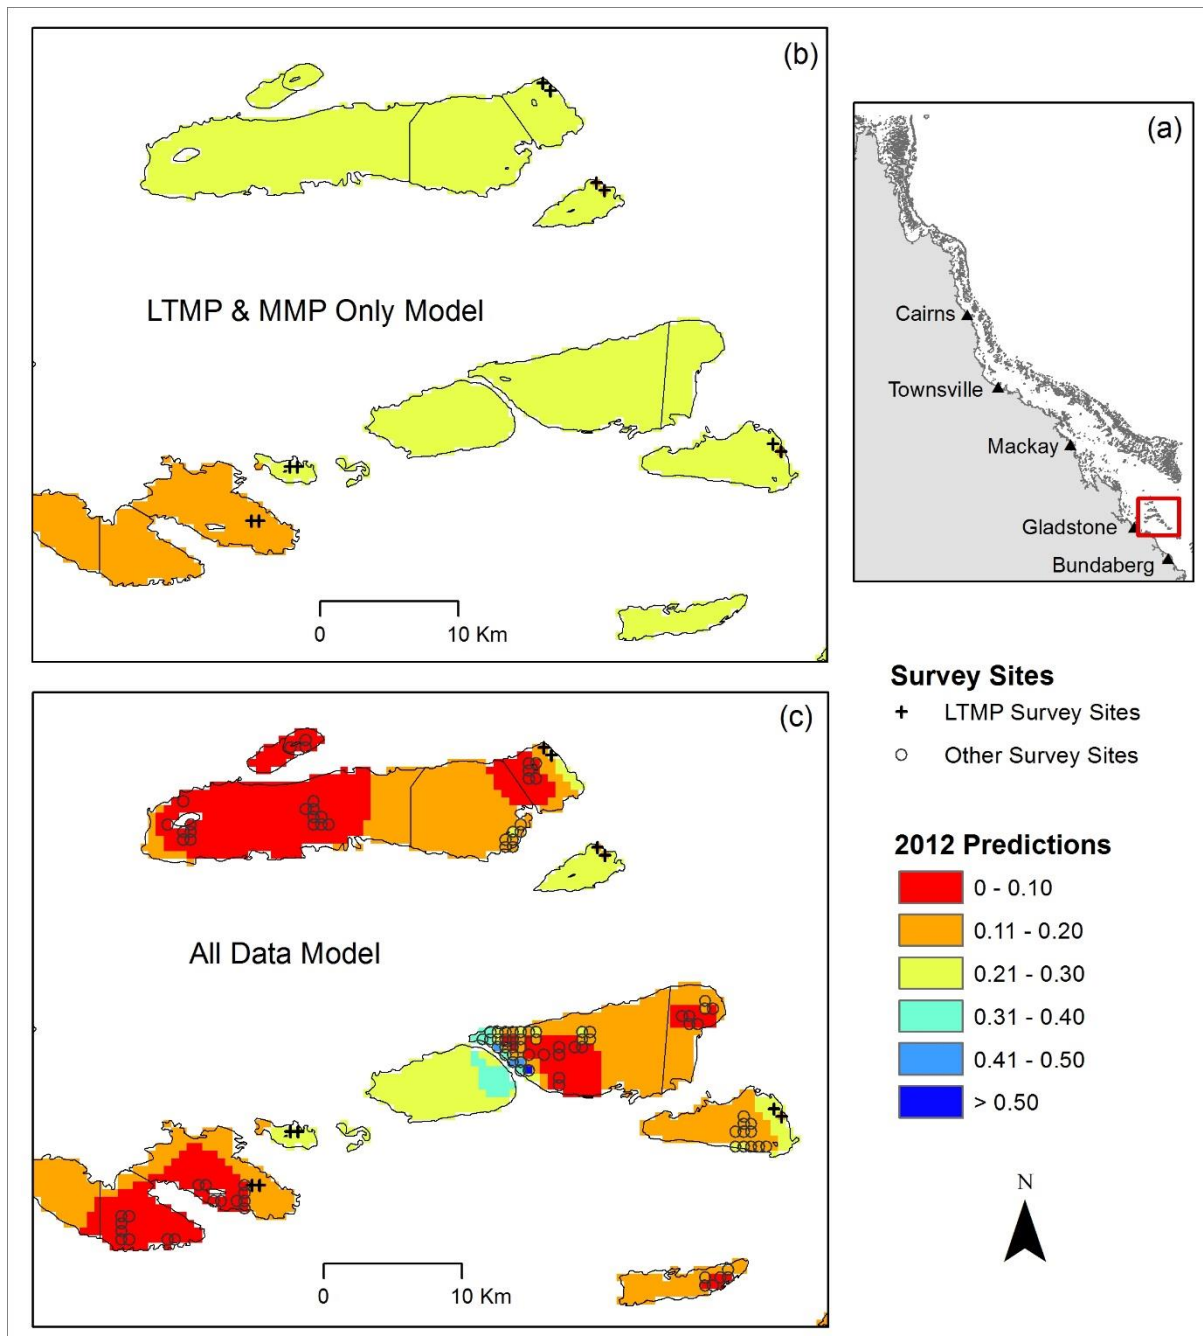 (b)
LTMP & MMP Only Model
0 10 Km
(a)
Cairns
Townsville
Mackay
Gladstone
Bundaberg
(c)
All Data Model
0 10 Km
Survey Sites
LTMP Survey Sites
Other Survey Sites
2012 Predictions
0 - 0.10
0.11 - 0.20
0.21 - 0.30
0.31 - 0.40
0.41 - 0.50
> 0.50
N